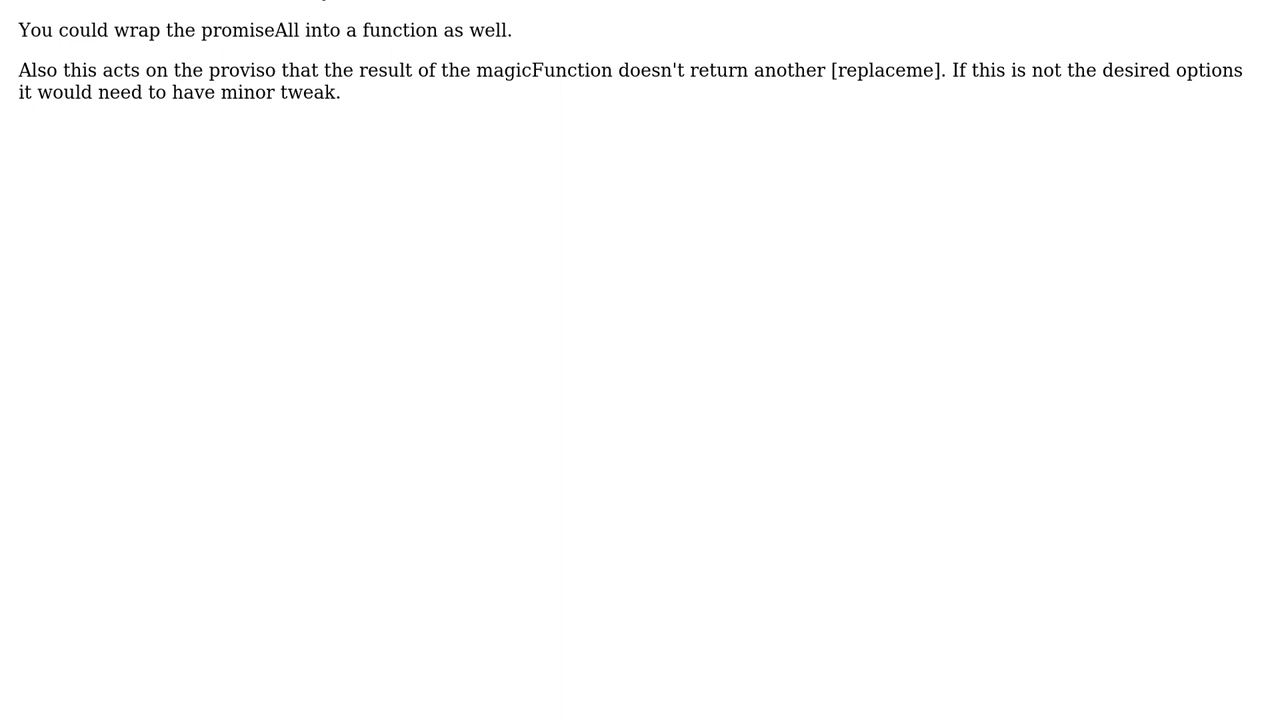 You could wrap the promiseAll into a function as well.
Also this acts on the proviso that the result of the magicFunction doesn't return another [replaceme]. If this is not the desired options
it would need to have minor tweak.